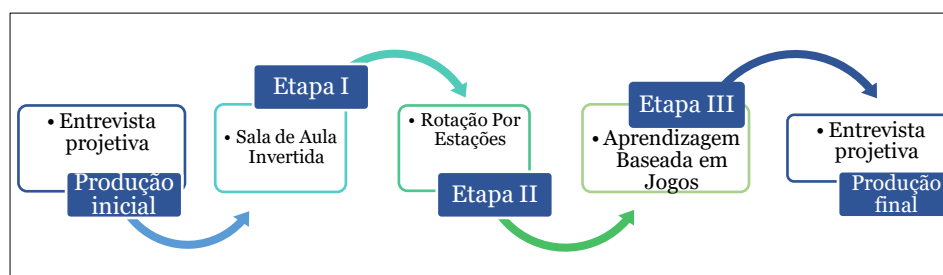 • Entrevista
projetiva
Produção
inicial
Etapa I
• Sala de Aula
Invertida
• Rotação Por
Estações
Etapa II
Etapa III
• Aprendizagem
Baseada em
Jogos
• Entrevista
projetiva
Produção
final